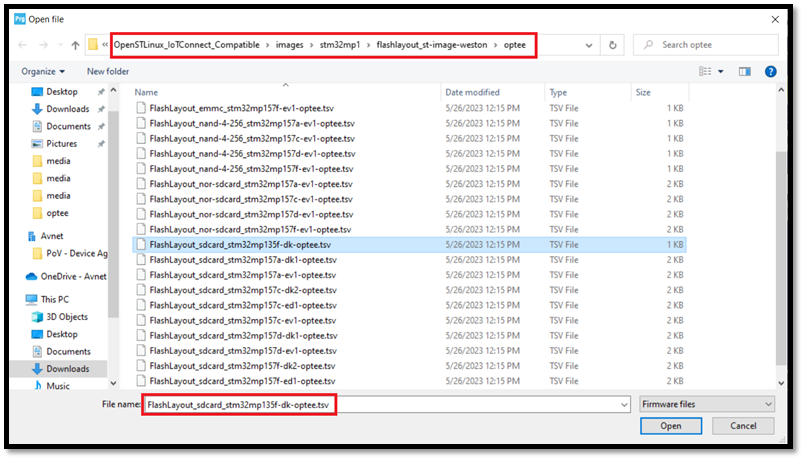 Prg Open file
« OpenSTLinux_IoTConnect_Compatible > images > stm32mp1 > flashlayout_st-image-weston > optee
Search optee
Organize New folder
Name Date modified Type Size
Desktop
Downloads
Documents
Pictures
media
media
media
optee
Avnet
PoV - Device Ag
OneDrive - Avnet
This PC
3D Objects
Desktop
Documents
Downloads
Music
FlashLayout_emmc_stm32mp157f-ev1-optee.tsv 5/26/2023 12:15 PM TSV File 1 KB
FlashLayout_nand-4-256_stm32mp157a-ev1-optee.tsv 5/26/2023 12:15 PM TSV File 1 KB
FlashLayout_nand-4-256_stm32mp157c-ev1-optee.tsv 5/26/2023 12:15 PM TSV File 1 KB
FlashLayout_nand-4-256_stm32mp157d-ev1-optee.tsv 5/26/2023 12:15 PM TSV File 1 KB
FlashLayout_nand-4-256_stm32mp157f-ev1-optee.tsv 5/26/2023 12:15 PM TSV File 1 KB
FlashLayout_nor-sdcard_stm32mp157a-ev1-optee.tsv 5/26/2023 12:15 PM TSV File 2 KB
FlashLayout_nor-sdcard_stm32mp157c-ev1-optee.tsv 5/26/2023 12:15 PM TSV File 2 KB
FlashLayout_nor-sdcard_stm32mp157d-ev1-optee.tsv 5/26/2023 12:15 PM TSV File 2 KB
FlashLayout_nor-sdcard_stm32mp157f-ev1-optee.tsv 5/26/2023 12:15 PM TSV File 2 KB
FlashLayout_sdcard_stm32mp135f-dk-optee.tsv 5/26/2023 12:15 PM TSV File 1 KB
FlashLayout_sdcard_stm32mp157a-dk1-optee.tsv 5/26/2023 12:15 PM TSV File 2 KB
FlashLayout_sdcard_stm32mp157a-ev1-optee.tsv 5/26/2023 12:15 PM TSV File 2 KB
FlashLayout_sdcard_stm32mp157c-dk2-optee.tsv 5/26/2023 12:15 PM TSV File 2 KB
FlashLayout_sdcard_stm32mp157c-ed1-optee.tsv 5/26/2023 12:15 PM TSV File 2 KB
FlashLayout_sdcard_stm32mp157c-ev1-optee.tsv 5/26/2023 12:15 PM TSV File 2 KB
FlashLayout_sdcard_stm32mp157d-dk1-optee.tsv 5/26/2023 12:15 PM TSV File 2 KB
FlashLayout_sdcard_stm32mp157d-ev1-optee.tsv 5/26/2023 12:15 PM TSV File 2 KB
FlashLayout_sdcard_stm32mp157f-dk2-optee.tsv 5/26/2023 12:15 PM TSV File 2 KB
FlashLayout_sdcard_stm32mp157f-ed1-optee.tsv 5/26/2023 12:15 PM TSV File 2 KB
File name: FlashLayout_sdcard_stm32mp135f-dk-optee.tsv Firmware files
Open Cancel